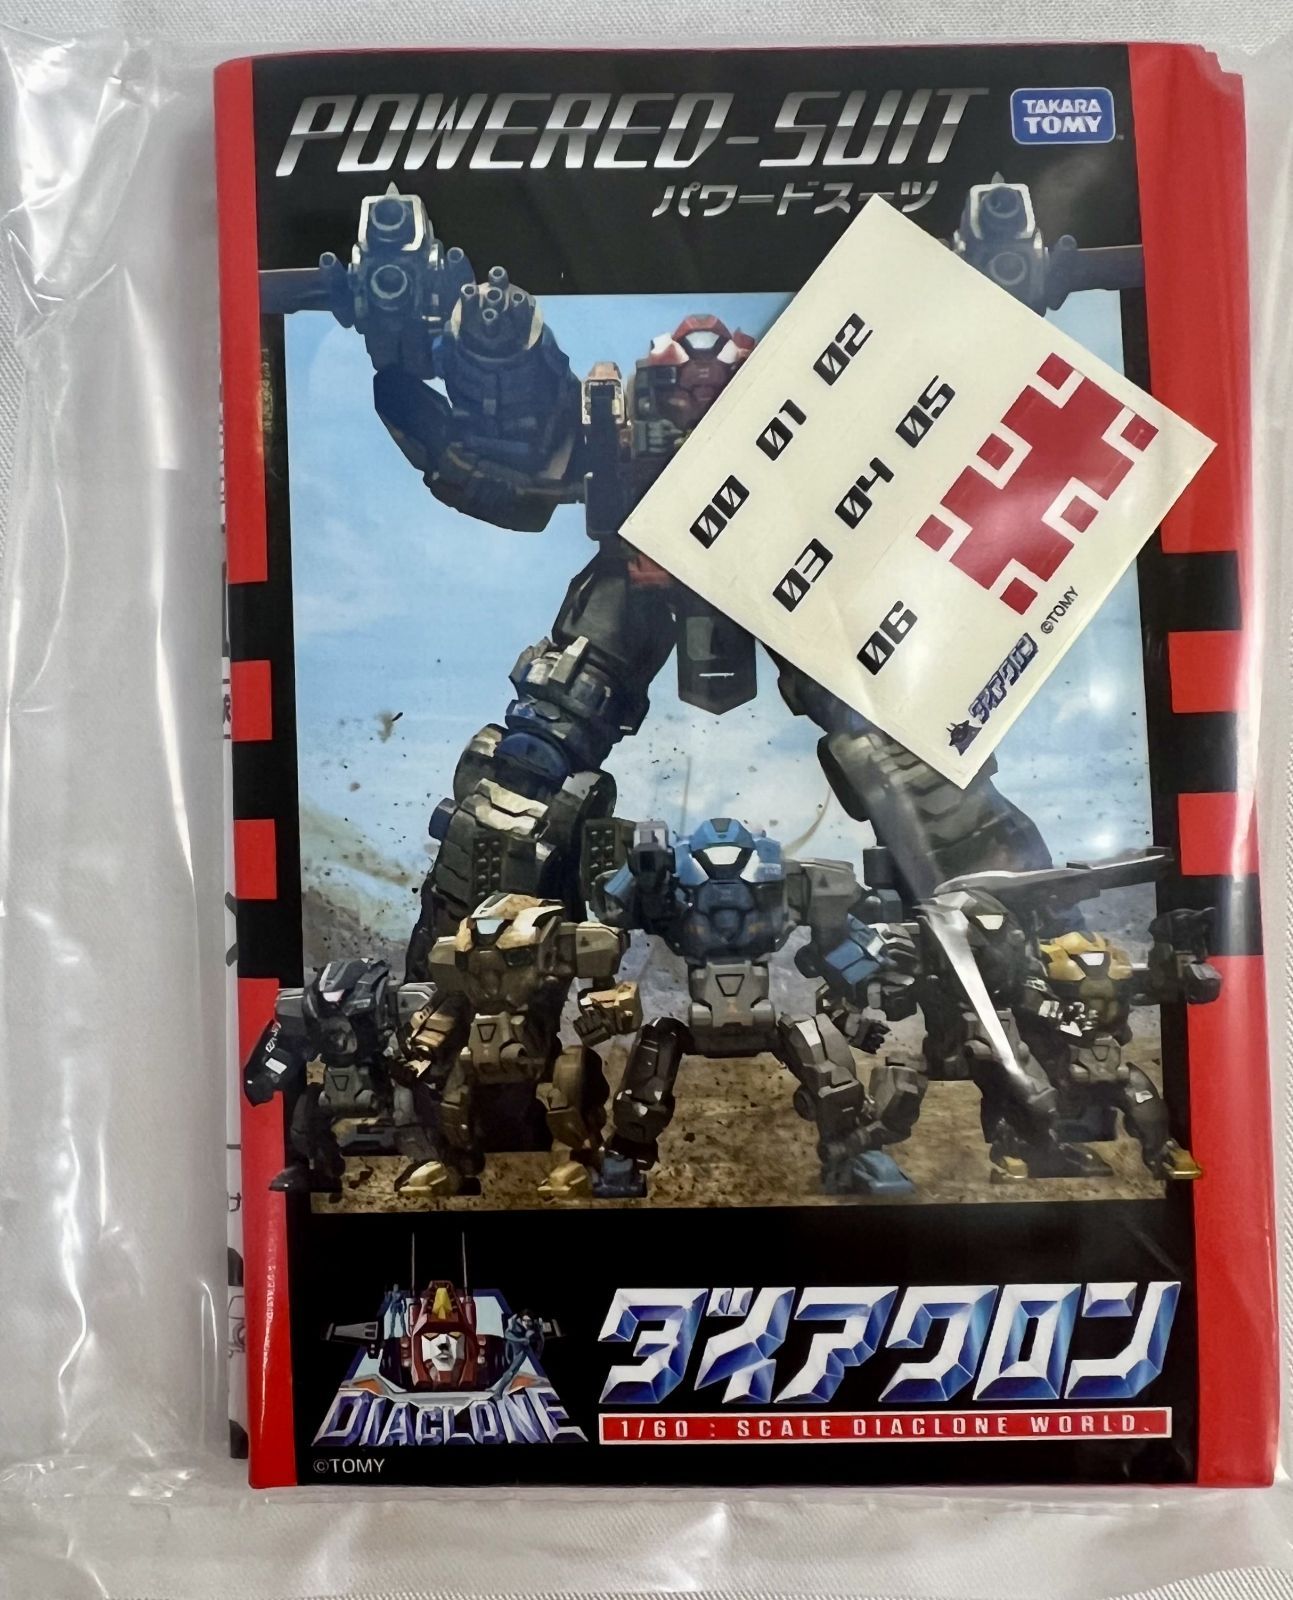 POWERED-SUIT
TAKARA
TOMY
パワードスーツ
00 01 02
03 04 05
06
ダイアクロン
©TOMY
DIACLONE
ダイアクロン
1/60 : SCALE DIACLONE WORLD.
©TOMY